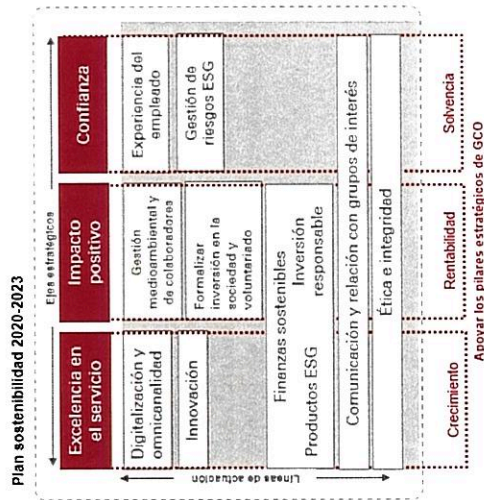 Plan sostenibilidad 2020-2023
Ejes estratégicos
Excelencia en
el servicio
Impacto
positivo
Confianza
Líneas de actuación
Digitalización y
omnicanalidad
Gestión
medioambiental y
de colaboradores
Experiencia del
empleado
Innovación
Formalizar
inversión en la
sociedad y
voluntariado
Gestión de
riesgos ESG
Finanzas sostenibles
Productos ESG
Inversión
responsable
Comunicación y relación con grupos de interés
Ética e integridad
Crecimiento
Rentabilidad
Solvencia
Apoyar los pilares estratégicos de GCO